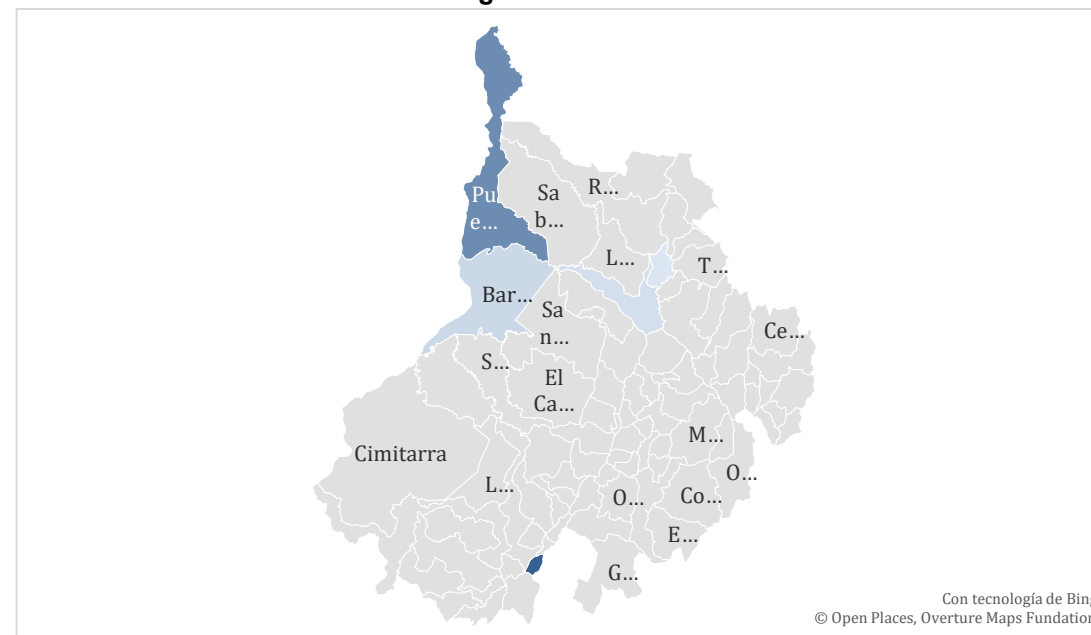 Pu
e...
Sa
b...
R...
L...
T...
Bar...
Sa
n...
Ce...
S...
El
Ca...
M...
Cimitarra
O...
L...
O...
Co...
E...
G...
Con tecnología de Bing
© Open Places, Overture Maps Fundation